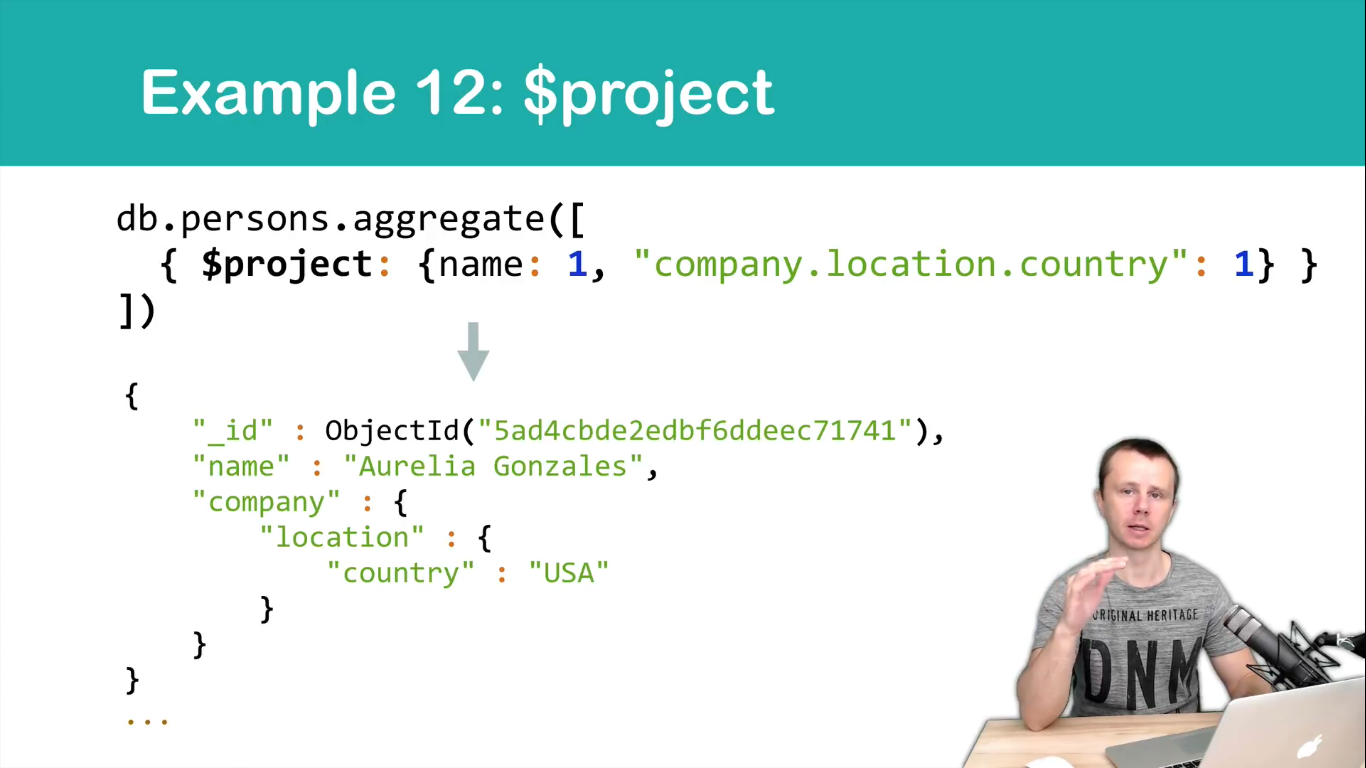 Example 12: $project
db.persons.aggregate([
{ $project: {name: 1, "company.location.country": 1} }
])
{
"_id" : ObjectId("5ad4cbde2edbf6ddeec71741"),
"name" : "Aurelia Gonzales",
"company" : {
"location" : {
"country" : "USA"
}
}
}
...
ORIGINAL HERITAGE
DNM